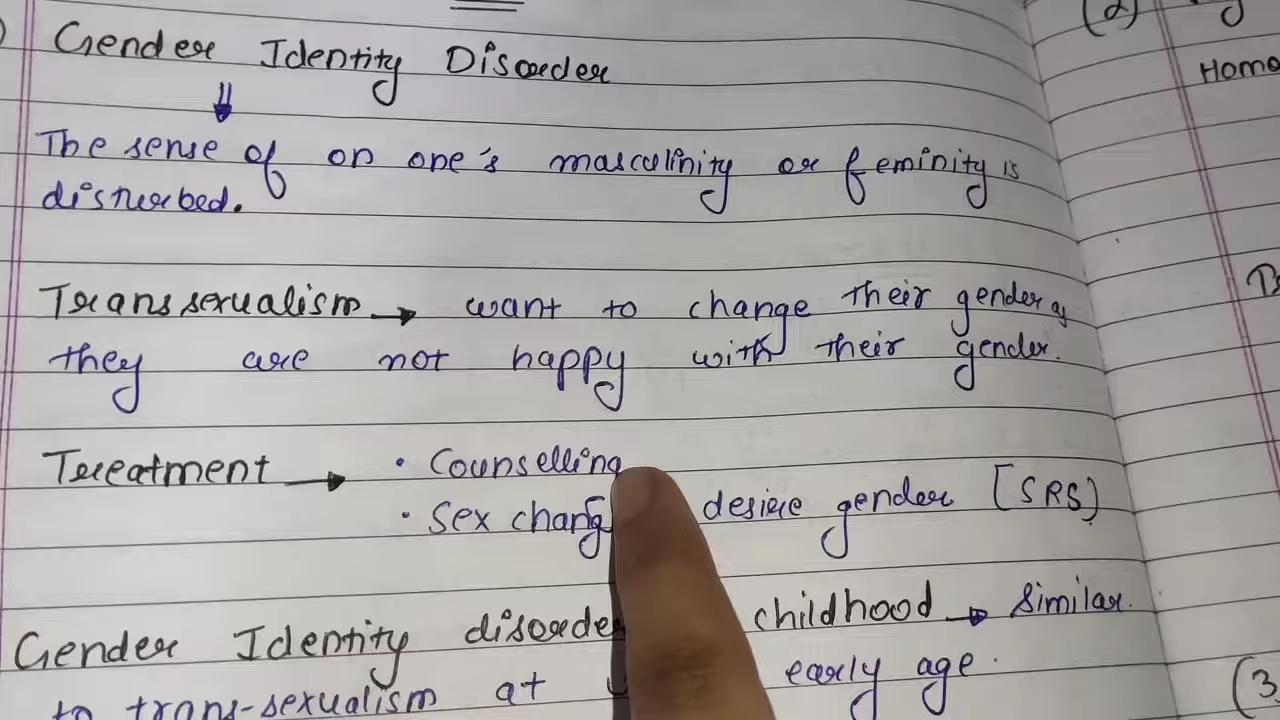 Gender Identity Disorder
The sense of on one's masculinity or feminity is
disturbed.
Transsexualism → want to change their gender as
they are not happy with their gender.
Treatment → • Counselling
• Sex chang desire gender [SRS)
Gender Identity disorde childhood → Similar.
to trans-sexualism at early age.
(2)
Homo
(3